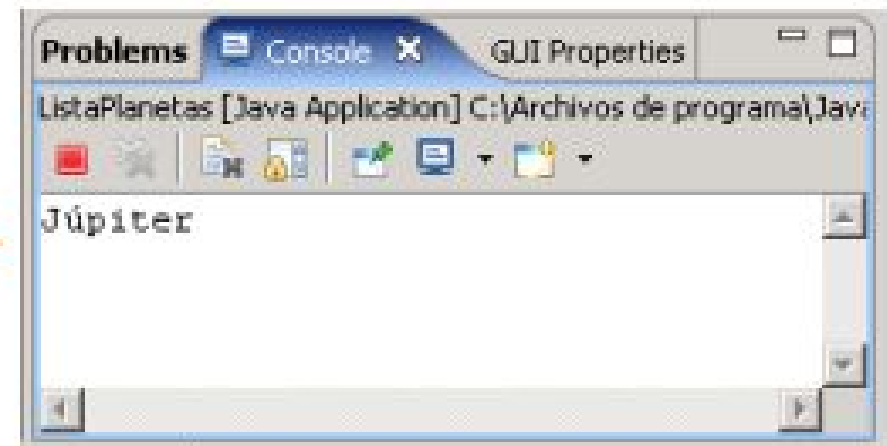 Problems Console GUI Properties
ListaPlanetas [Java Application] C:\Archivos de programa\Java
Júpiter